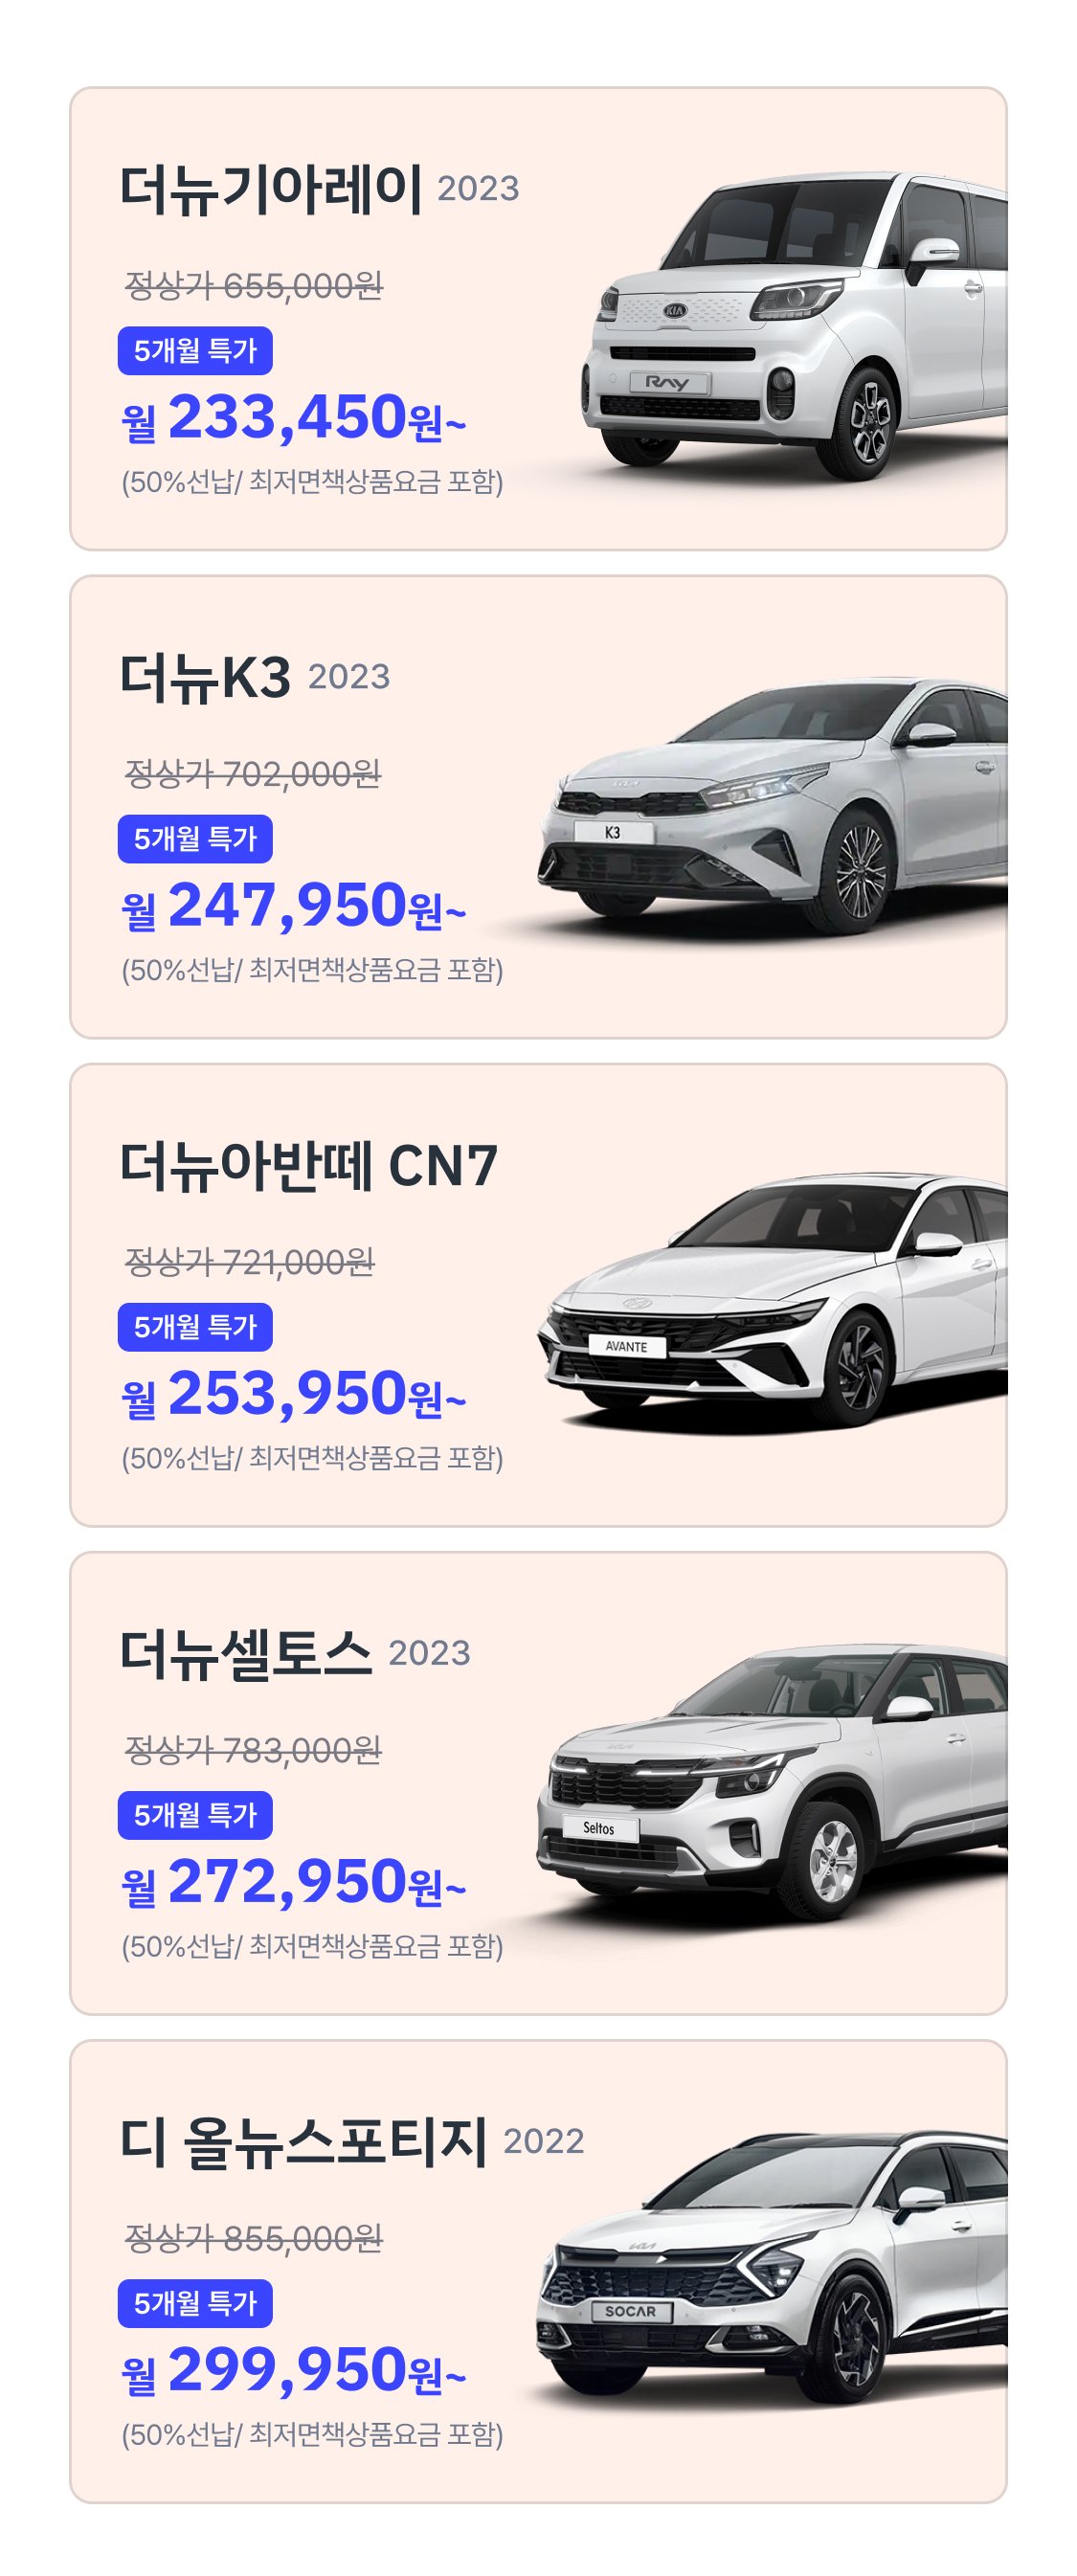 더뉴기아레이 2023
정상가 655,000원
5개월 특가
월 233,450원~
(50%선납/ 최저면책상품요금 포함)
KIA
Ray
더뉴K3 2023
정상가 702,000원
5개월 특가
월 247,950원~
(50%선납/ 최저면책상품요금 포함)
K3
더뉴아반떼 CN7
정상가 721,000원
5개월 특가
월 253,950원~
(50%선납/ 최저면책상품요금 포함)
AVANTE
더뉴셀토스 2023
정상가 783,000원
5개월 특가
월 272,950원~
(50%선납/ 최저면책상품요금 포함)
Seltos
디 올뉴스포티지 2022
정상가 855,000원
5개월 특가
월 299,950원~
(50%선납/ 최저면책상품요금 포함)
SOCAR